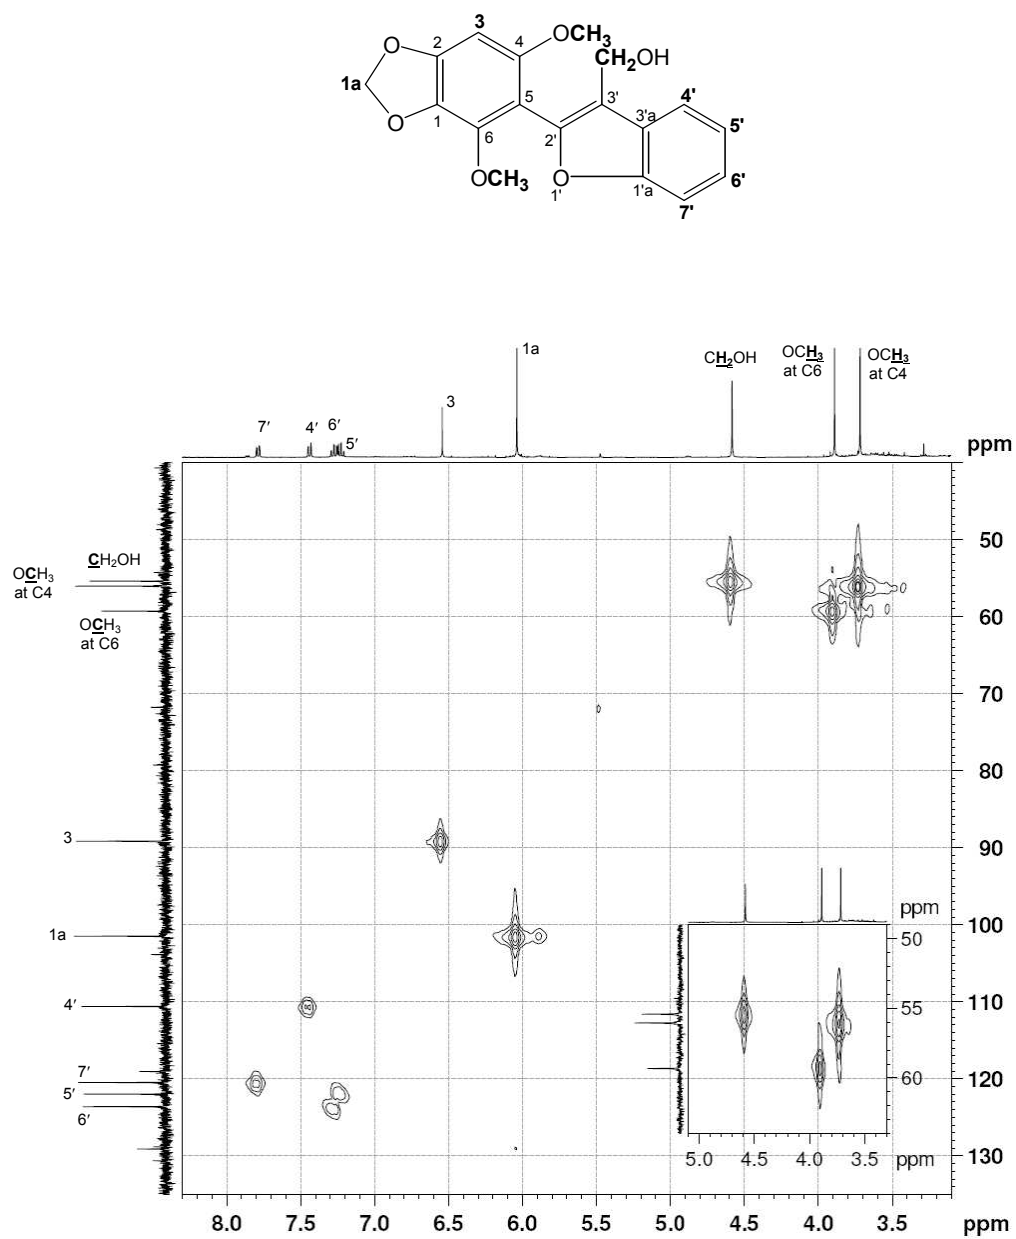 3
O
2
4
OCH3
CH2OH
1a
5
3'
4'
3'a
5'
O
1
6
2'
OCH3
O
1'
1'a
6'
7'
1a
CH2OH
OCH3
at C6
OCH3
at C4
3
7′
4′
6′
5′
ppm
CH2OH
OCH3
at C4
OCH3
at C6
50
60
70
80
3
90
1a
100
4′
110
7′
5′
6′
120
130
ppm
50
55
60
5.0
4.5
4.0
3.5
ppm
8.0
7.5
7.0
6.5
6.0
5.5
5.0
4.5
4.0
3.5
ppm